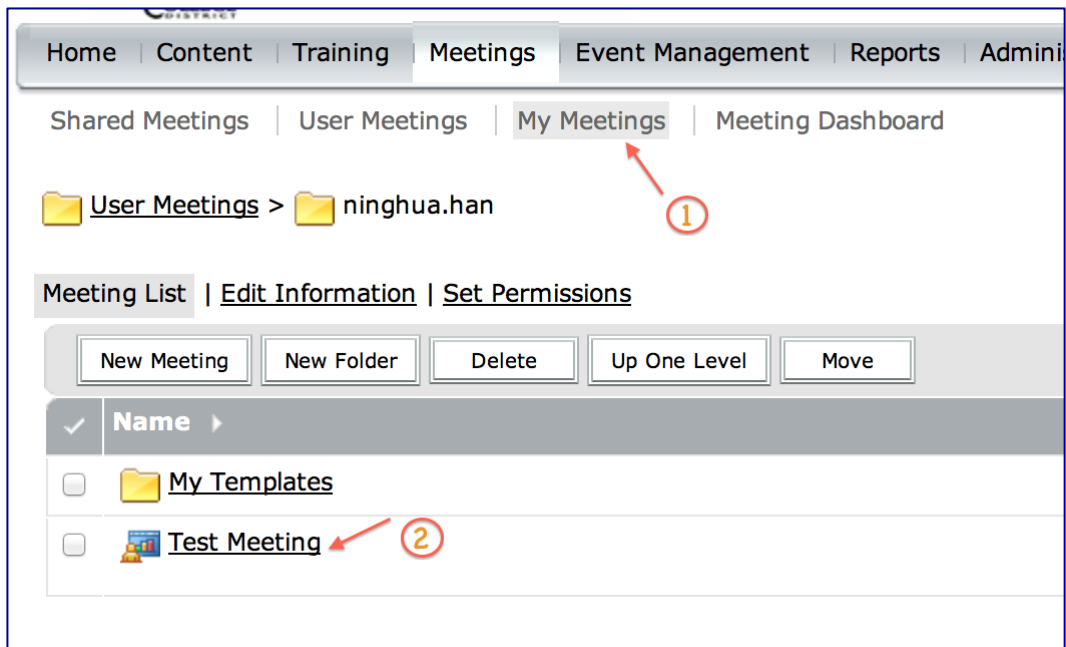 DISTRICT
Home | Content | Training | Meetings | Event Management | Reports |
Shared Meetings | User Meetings | My Meetings | Meeting Dashboard
User Meetings > ninghua.han
1
Meeting List | Edit Information | Set Permissions
New Meeting New Folder Delete Up One Level Move
Name
My Templates
Test Meeting 2